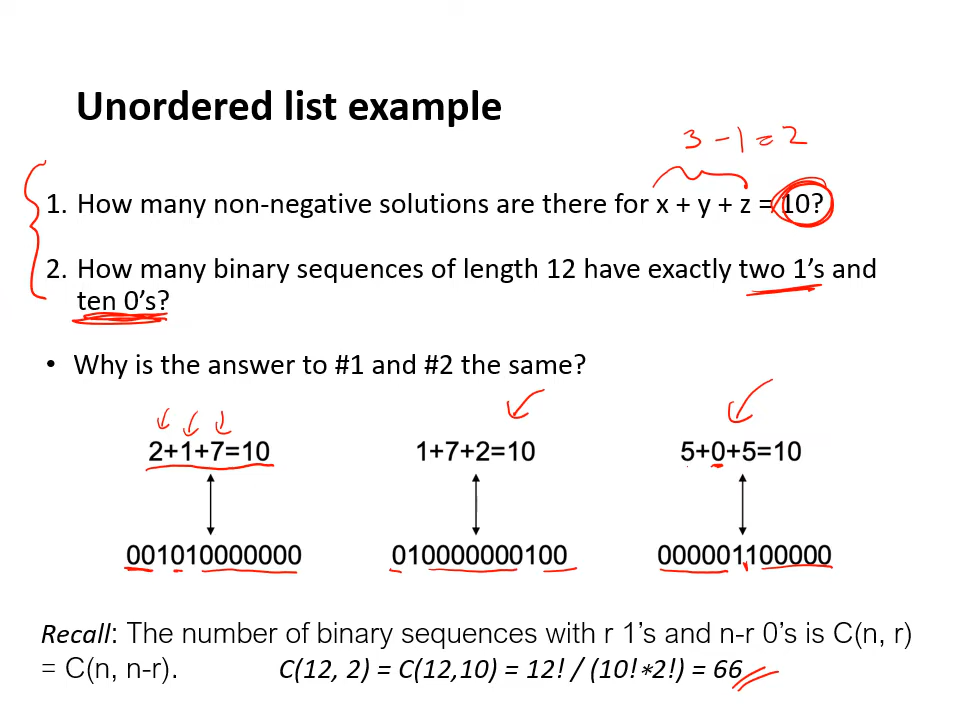 Unordered list example
3 - 1 = 2
1. How many non-negative solutions are there for x + y + z = 10?
2. How many binary sequences of length 12 have exactly two 1's and
ten 0's?
• Why is the answer to #1 and #2 the same?
2+1+7=10 1+7+2=10 5+0+5=10
001010000000 010000000100 000001100000
Recall: The number of binary sequences with r 1's and n-r 0's is C(n, r)
= C(n, n-r). C(12, 2) = C(12,10) = 12! / (10!*2!) = 66